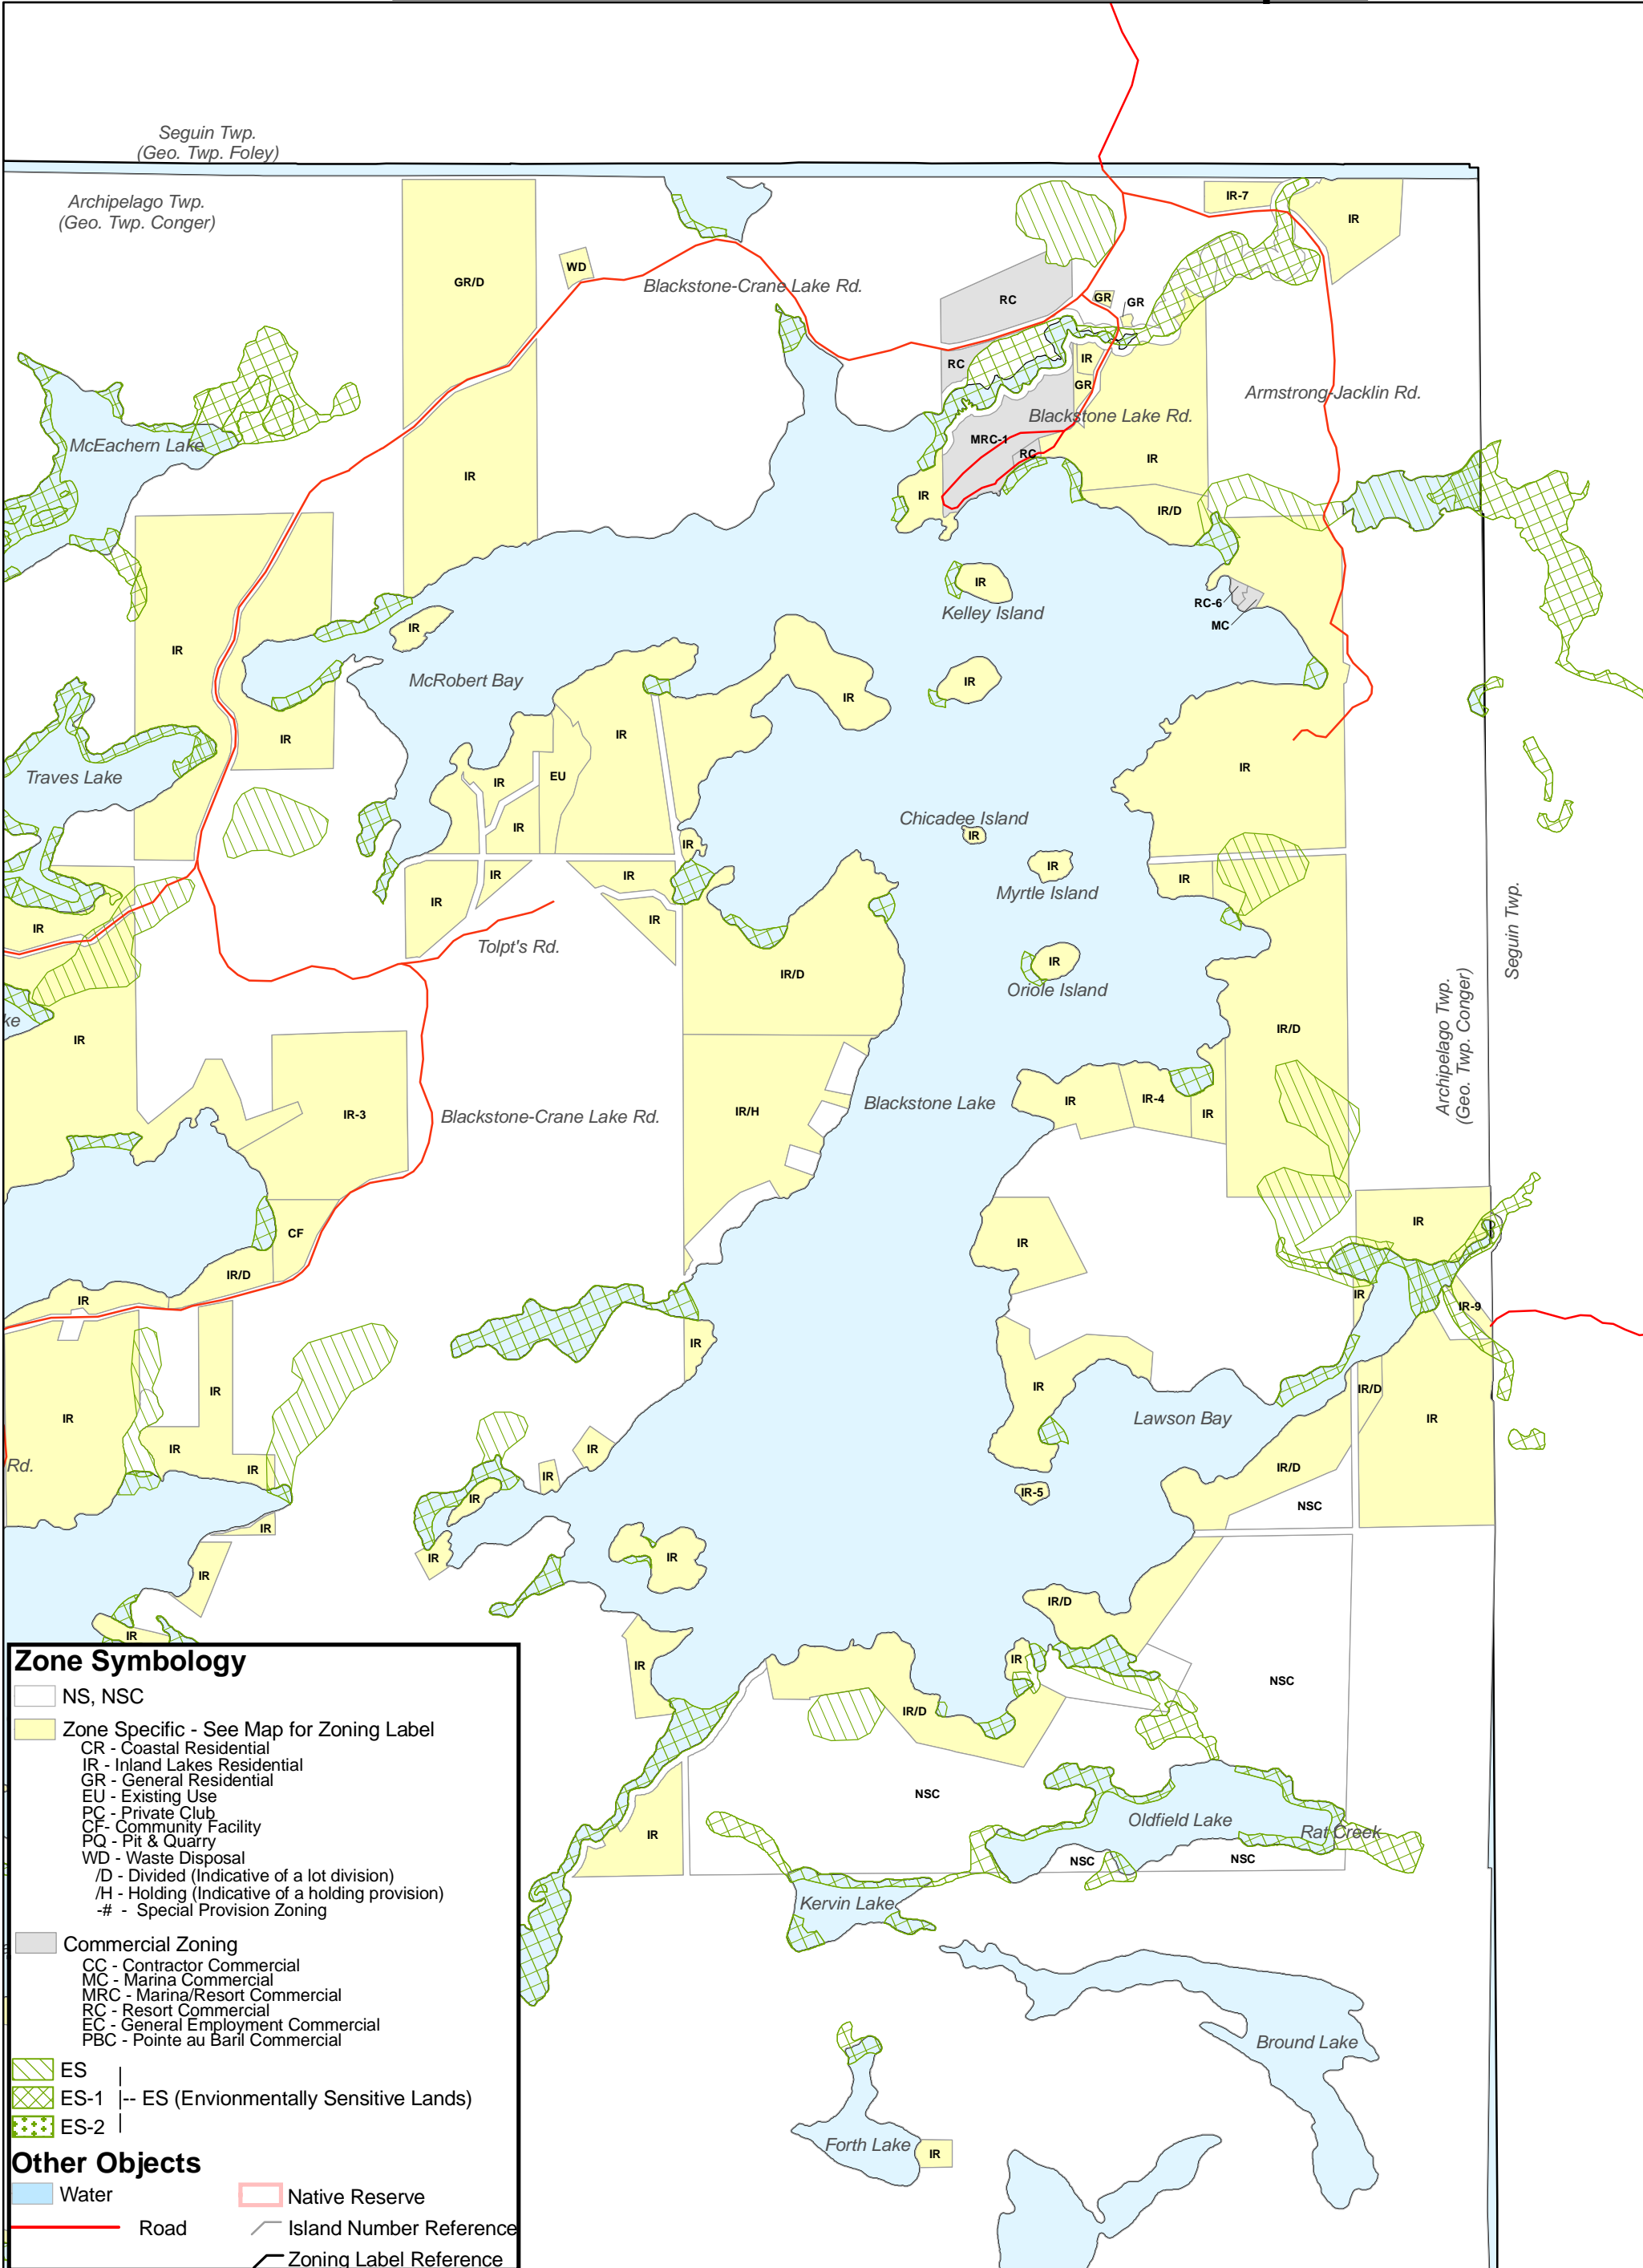 Seguin Twp.
(Geo. Twp. Foley)
Archipelago Twp.
(Geo. Twp. Conger)
IR-7
IR
GR/D
WD
Blackstone-Crane Lake Rd.
RC
GR
GR
RC
IR
GR
Armstrong-Jacklin Rd.
Blackstone Lake Rd.
McEachern Lake
MRC-1
RC
IR
IR
IR
IR/D
IR
Kelley Island
RC-6
MC
IR
IR
McRobert Bay
IR
IR
IR
IR
Traves Lake
IR
EU
IR
IR
Chicadee Island
IR
IR
IR
Myrtle Island
IR
IR
IR
IR
IR
IR
Tolpt's Rd.
IR/D
IR
Oriole Island
Seguin Twp.
Archipelago Twp.
(Geo. Twp. Conger)
ke
IR
IR/D
IR-3
Blackstone-Crane Lake Rd.
IR/H
Blackstone Lake
IR
IR-4
IR
CF
IR
IR
IR/D
IR
IR
IR-9
IR
IR
IR
IR
IR/D
IR
Lawson Bay
IR
IR
IR
IR
Rd.
IR
IR/D
IR
IR-5
NSC
IR
IR
IR
IR
IR/D
IR
IR
IR
NSC
IR/D
NSC
IR
Oldfield Lake
Rat Creek
NSC
NSC
Kervin Lake
Bround Lake
Forth Lake
IR
Zone Symbology
NS, NSC
Zone Specific - See Map for Zoning Label
CR - Coastal Residential
IR - Inland Lakes Residential
GR - General Residential
EU - Existing Use
PC - Private Club
CF- Community Facility
PQ - Pit & Quarry
WD - Waste Disposal
/D - Divided (Indicative of a lot division)
/H - Holding (Indicative of a holding provision)
-# - Special Provision Zoning
Commercial Zoning
CC - Contractor Commercial
MC - Marina Commercial
MRC - Marina/Resort Commercial
RC - Resort Commercial
EC - General Employment Commercial
PBC - Pointe au Baril Commercial
ES
ES-1 |-- ES (Envionmentally Sensitive Lands)
ES-2
Other Objects
Water
Native Reserve
Road
Island Number Reference
Zoning Label Reference